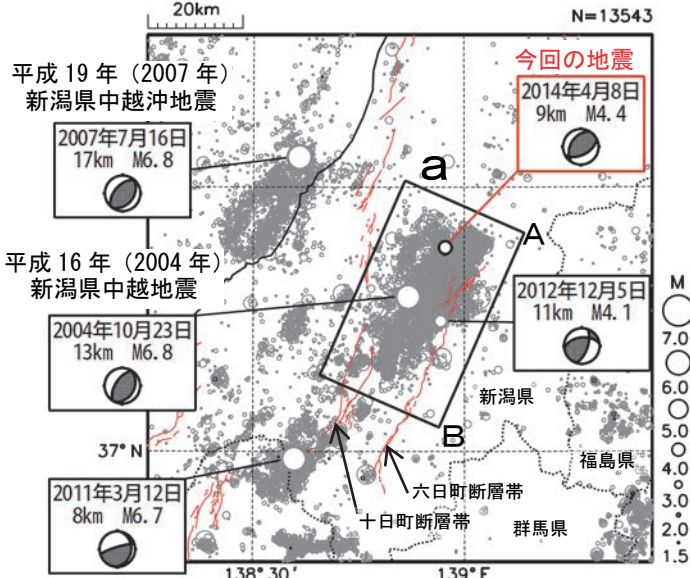 20km
N=13543
平成 19 年（2007 年）
新潟県中越沖地震
今回の地震
2007年7月16日
17km M6.8
2014年4月8日
9km M4.4
a
A
平成 16 年（2004 年）
新潟県中越地震
2004年10月23日
13km M6.8
2012年12月5日
11km M4.1
M
7.0
6.0
5.0
4.0
3.0
2.0
1.5
新潟県
B
37°N
福島県
2011年3月12日
8km M6.7
六日町断層帯
十日町断層帯
群馬県
138°30′
139°E